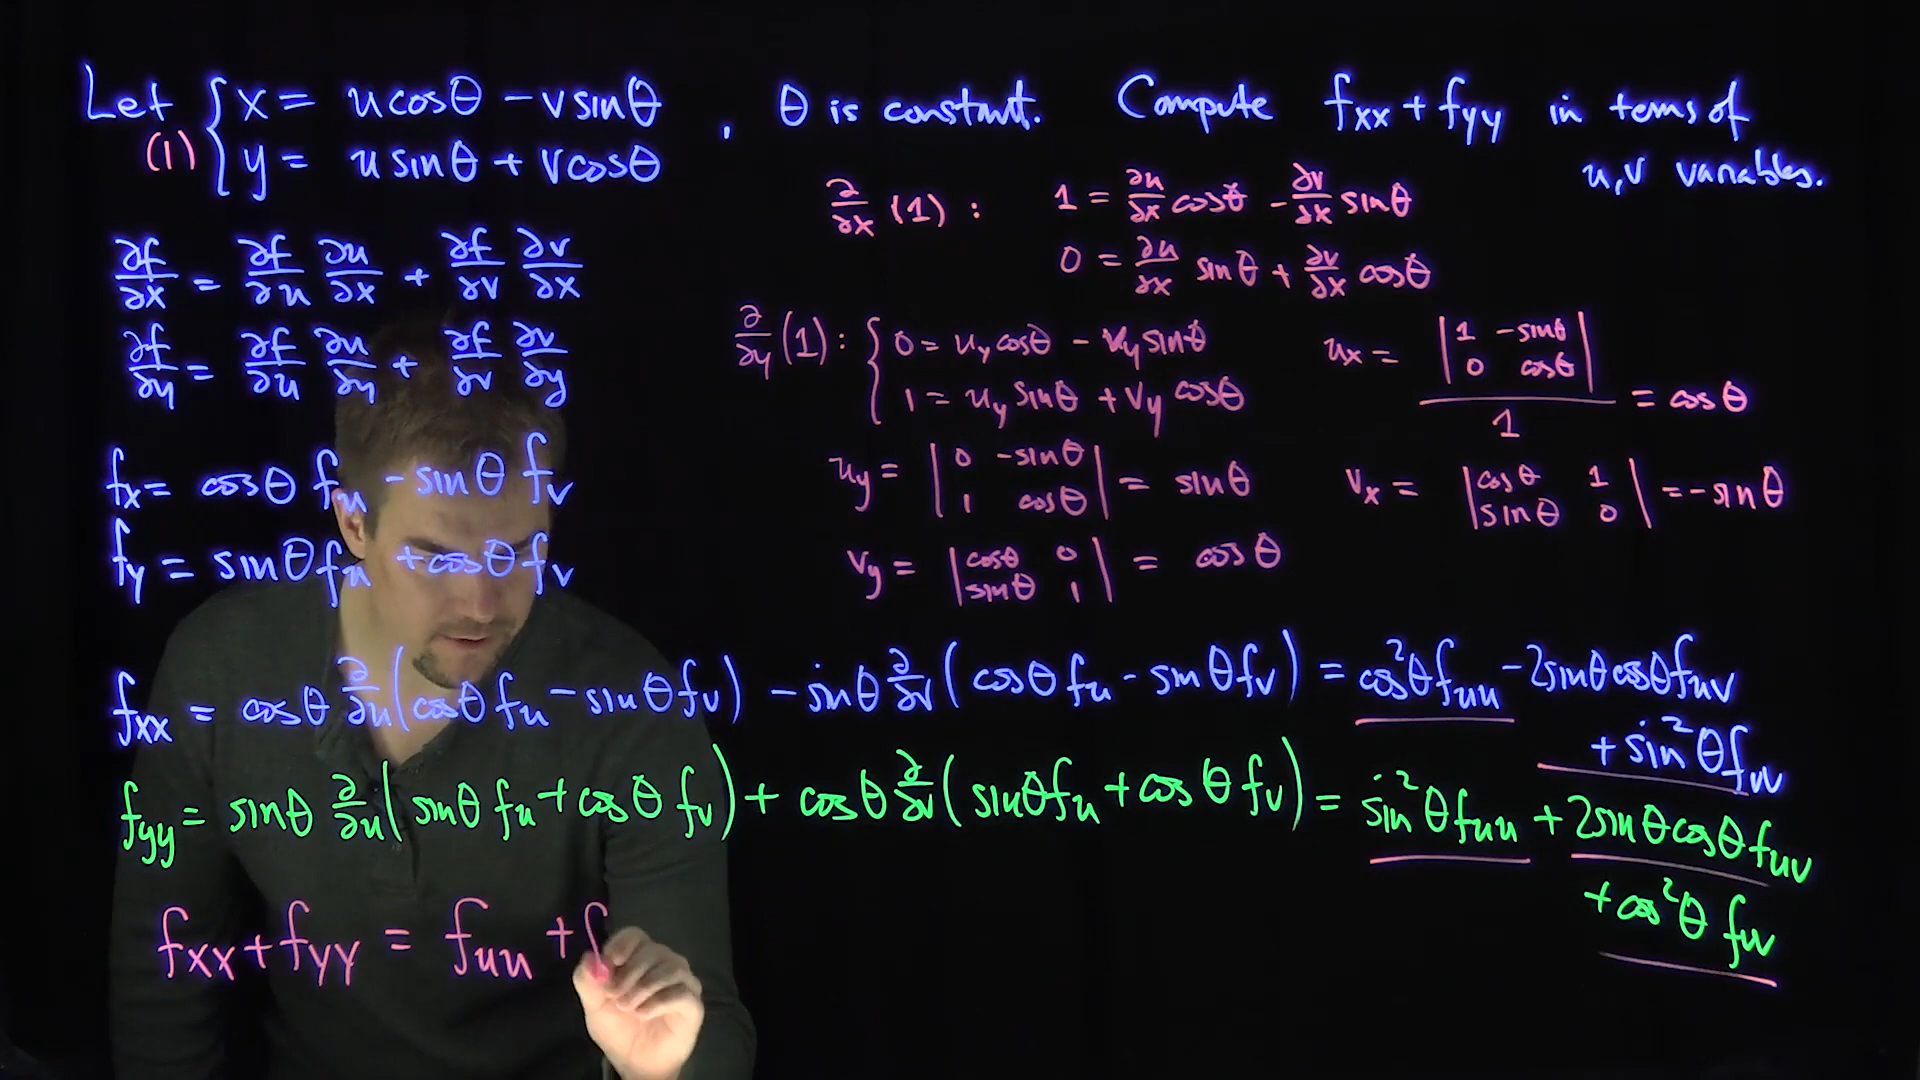 Let (1) { x = u cosθ - v sinθ
y = u sinθ + v cosθ , θ is constant. Compute fxx + fyy in terms of
u,v variables.
∂/∂x (1) : 1 = ∂u/∂x cosθ - ∂v/∂x sinθ
0 = ∂u/∂x sinθ + ∂v/∂x cosθ
∂f/∂x = ∂f/∂u ∂u/∂x + ∂f/∂v ∂v/∂x
∂f/∂y = ∂f/∂u ∂u/∂y + ∂f/∂v ∂v/∂y
∂/∂y (1) : { 0 = uy cosθ - vy sinθ
1 = uy sinθ + vy cosθ
ux = |1 -sinθ; 0 cosθ| / 1 = cosθ
uy = |0 -sinθ; 1 cosθ| = sinθ
vx = |cosθ 1; sinθ 0| = -sinθ
vy = |cosθ 0; sinθ 1| = cosθ
fx = cosθ fu - sinθ fv
fy = sinθ fu + cosθ fv
fxx = cosθ ∂/∂u (cosθ fu - sinθ fv) - sinθ ∂/∂v (cosθ fu - sinθ fv) = cos²θ fuu - 2sinθcosθ fuv
+ sin²θ fvv
fyy = sinθ ∂/∂u (sinθ fu + cosθ fv) + cosθ ∂/∂v (sinθ fu + cosθ fv) = sin²θ fuu + 2sinθcosθ fuv
+ cos²θ fvv
fxx + fyy = fuu + f